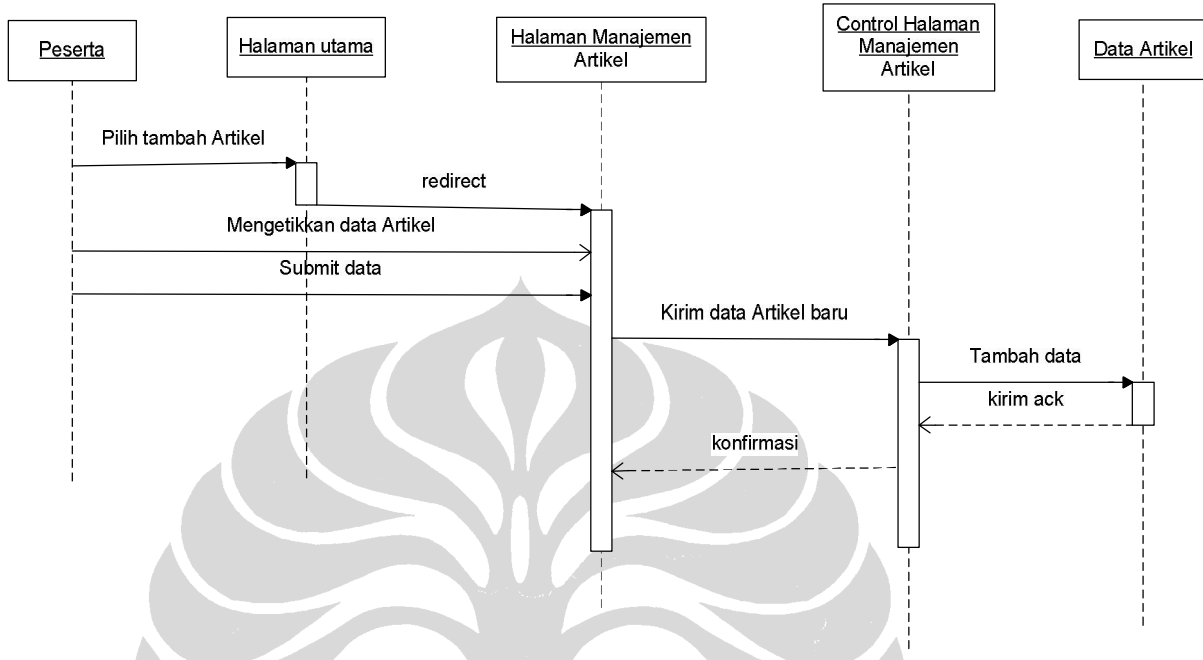 Peserta
Halaman utama
Halaman Manajemen
Artikel
Control Halaman
Manajemen
Artikel
Data Artikel
Pilih tambah Artikel
redirect
Mengetikkan data Artikel
Submit data
Kirim data Artikel baru
Tambah data
kirim ack
konfirmasi